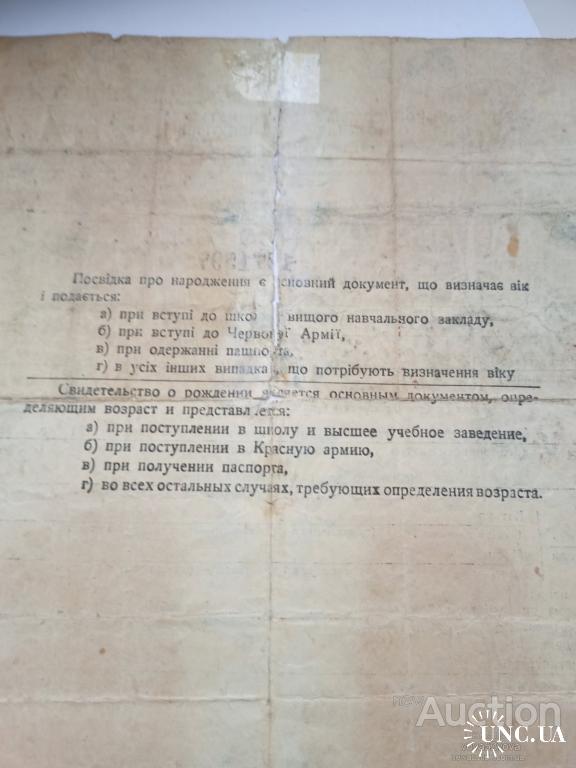 Посвідка про народження є основний документ, що визначає вік
і подається:
а) при вступі до школи вищого навчального закладу,
б) при вступі до Червоної Армії,
в) при одержанні пашпорта,
г) в усіх інших випадках, що потрібують визначення віку
Свидетельство о рождении является основным документом, опре-
деляющим возраст и представляется:
а) при поступлении в школу и высшее учебное заведение,
б) при поступлении в Красную армию,
в) при получении паспорта,
г) во всех остальных случаях, требующих определения возраста.
Auction
UNC.UA